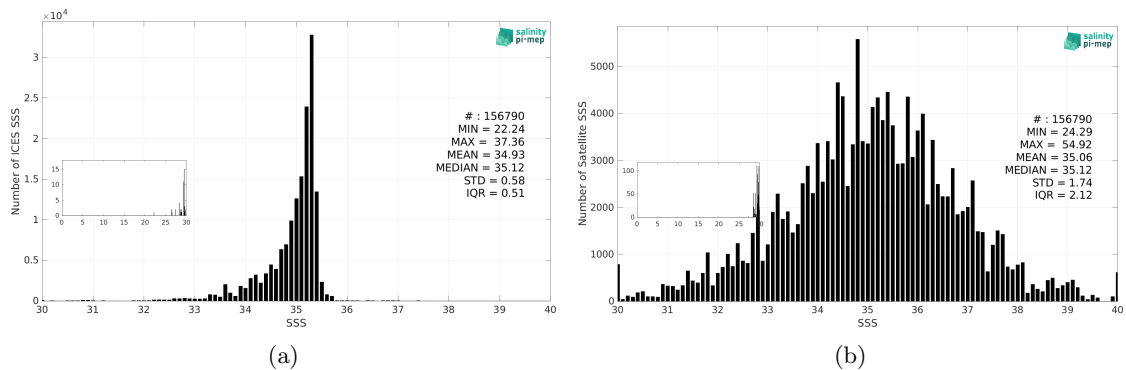 ×10⁴
salinity
pi-mep
3
2.5
2
1.5
1
0.5
0
Number of ICES SSS
# : 156790
MIN = 22.24
MAX = 37.36
MEAN = 34.93
MEDIAN = 35.12
STD = 0.58
IQR = 0.51
15
10
5
0
0 5 10 15 20 25 30
30 31 32 33 34 35 36 37 38 39 40
SSS
(a)
salinity
pi-mep
5000
4000
3000
2000
1000
0
Number of Satellite SSS
# : 156790
MIN = 24.29
MAX = 54.92
MEAN = 35.06
MEDIAN = 35.12
STD = 1.74
IQR = 2.12
100
50
0
0 5 10 15 20 25 30
30 31 32 33 34 35 36 37 38 39 40
SSS
(b)